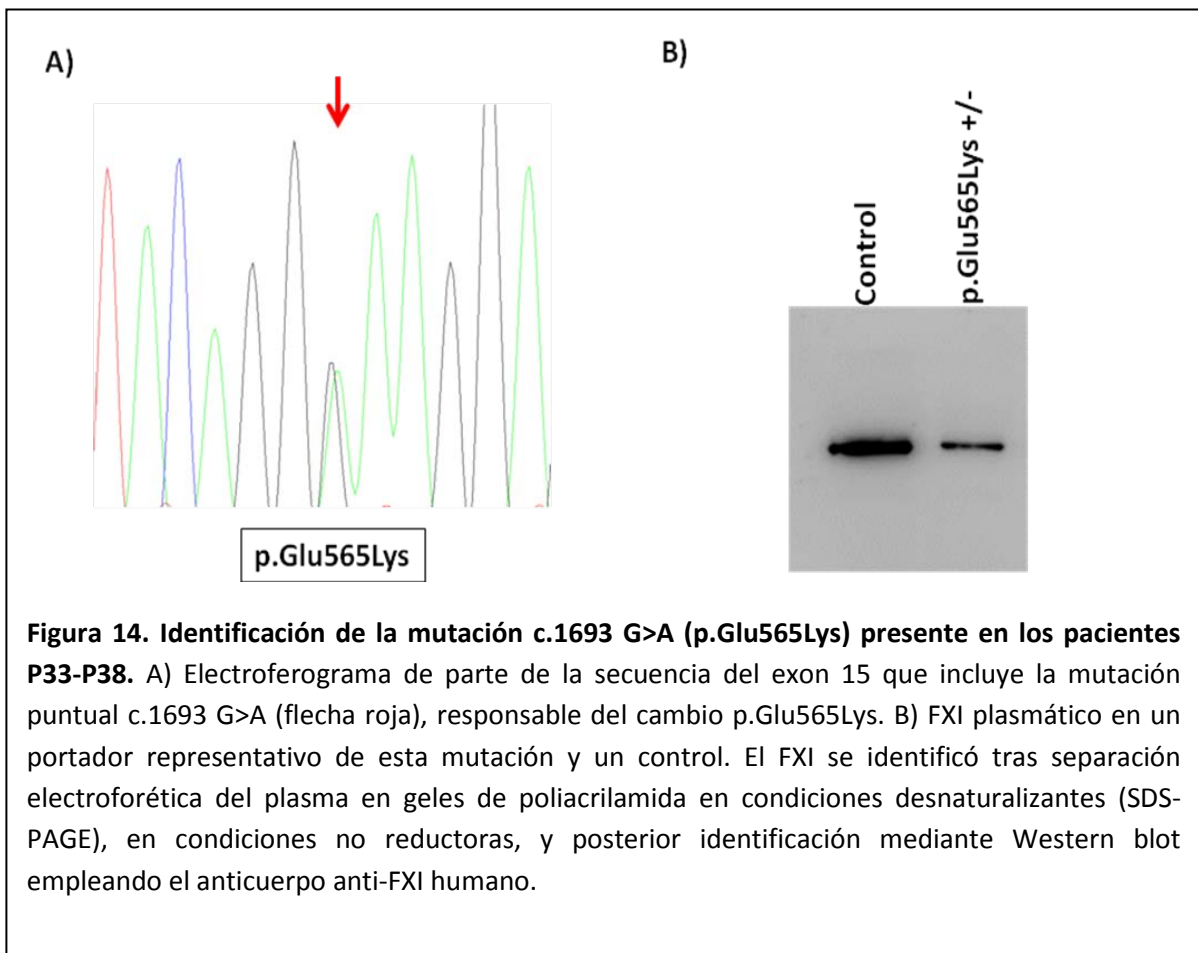 A)
B)
Control
p.Glu565Lys +/-
p.Glu565Lys
Figura 14. Identificación de la mutación c.1693 G>A (p.Glu565Lys) presente en los pacientes
P33-P38. A) Electroferograma de parte de la secuencia del exon 15 que incluye la mutación
puntual c.1693 G>A (flecha roja), responsable del cambio p.Glu565Lys. B) FXI plasmático en un
portador representativo de esta mutación y un control. El FXI se identificó tras separación
electroforética del plasma en geles de poliacrilamida en condiciones desnaturalizantes (SDS-
PAGE), en condiciones no reductoras, y posterior identificación mediante Western blot
empleando el anticuerpo anti-FXI humano.